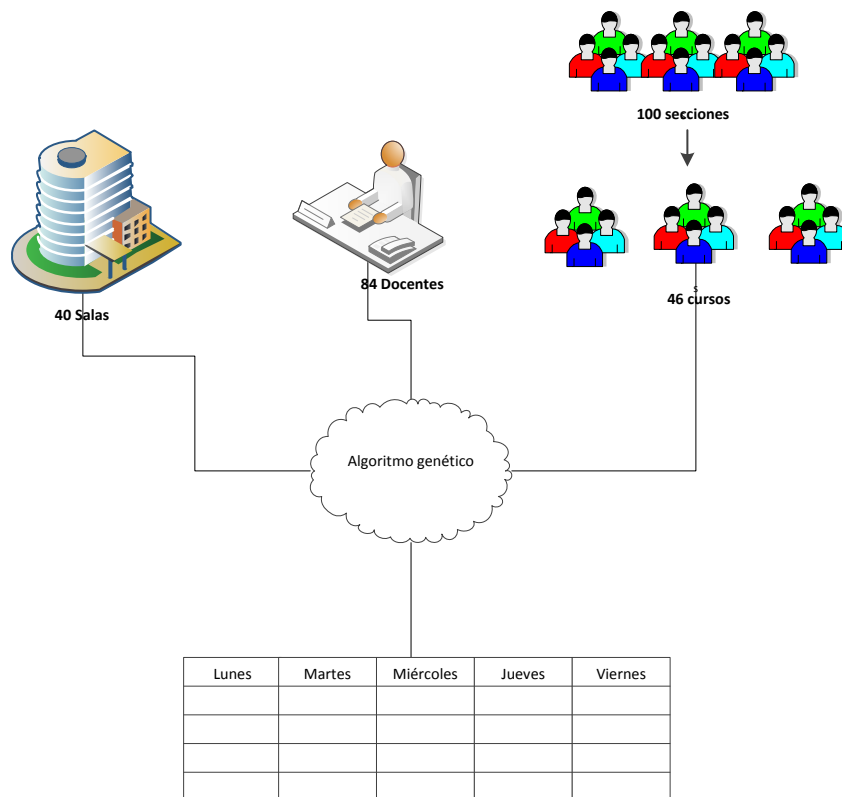 100 secciones
84 Docentes
s
46 cursos
40 Salas
Algoritmo genético
Lunes Martes Miércoles Jueves Viernes